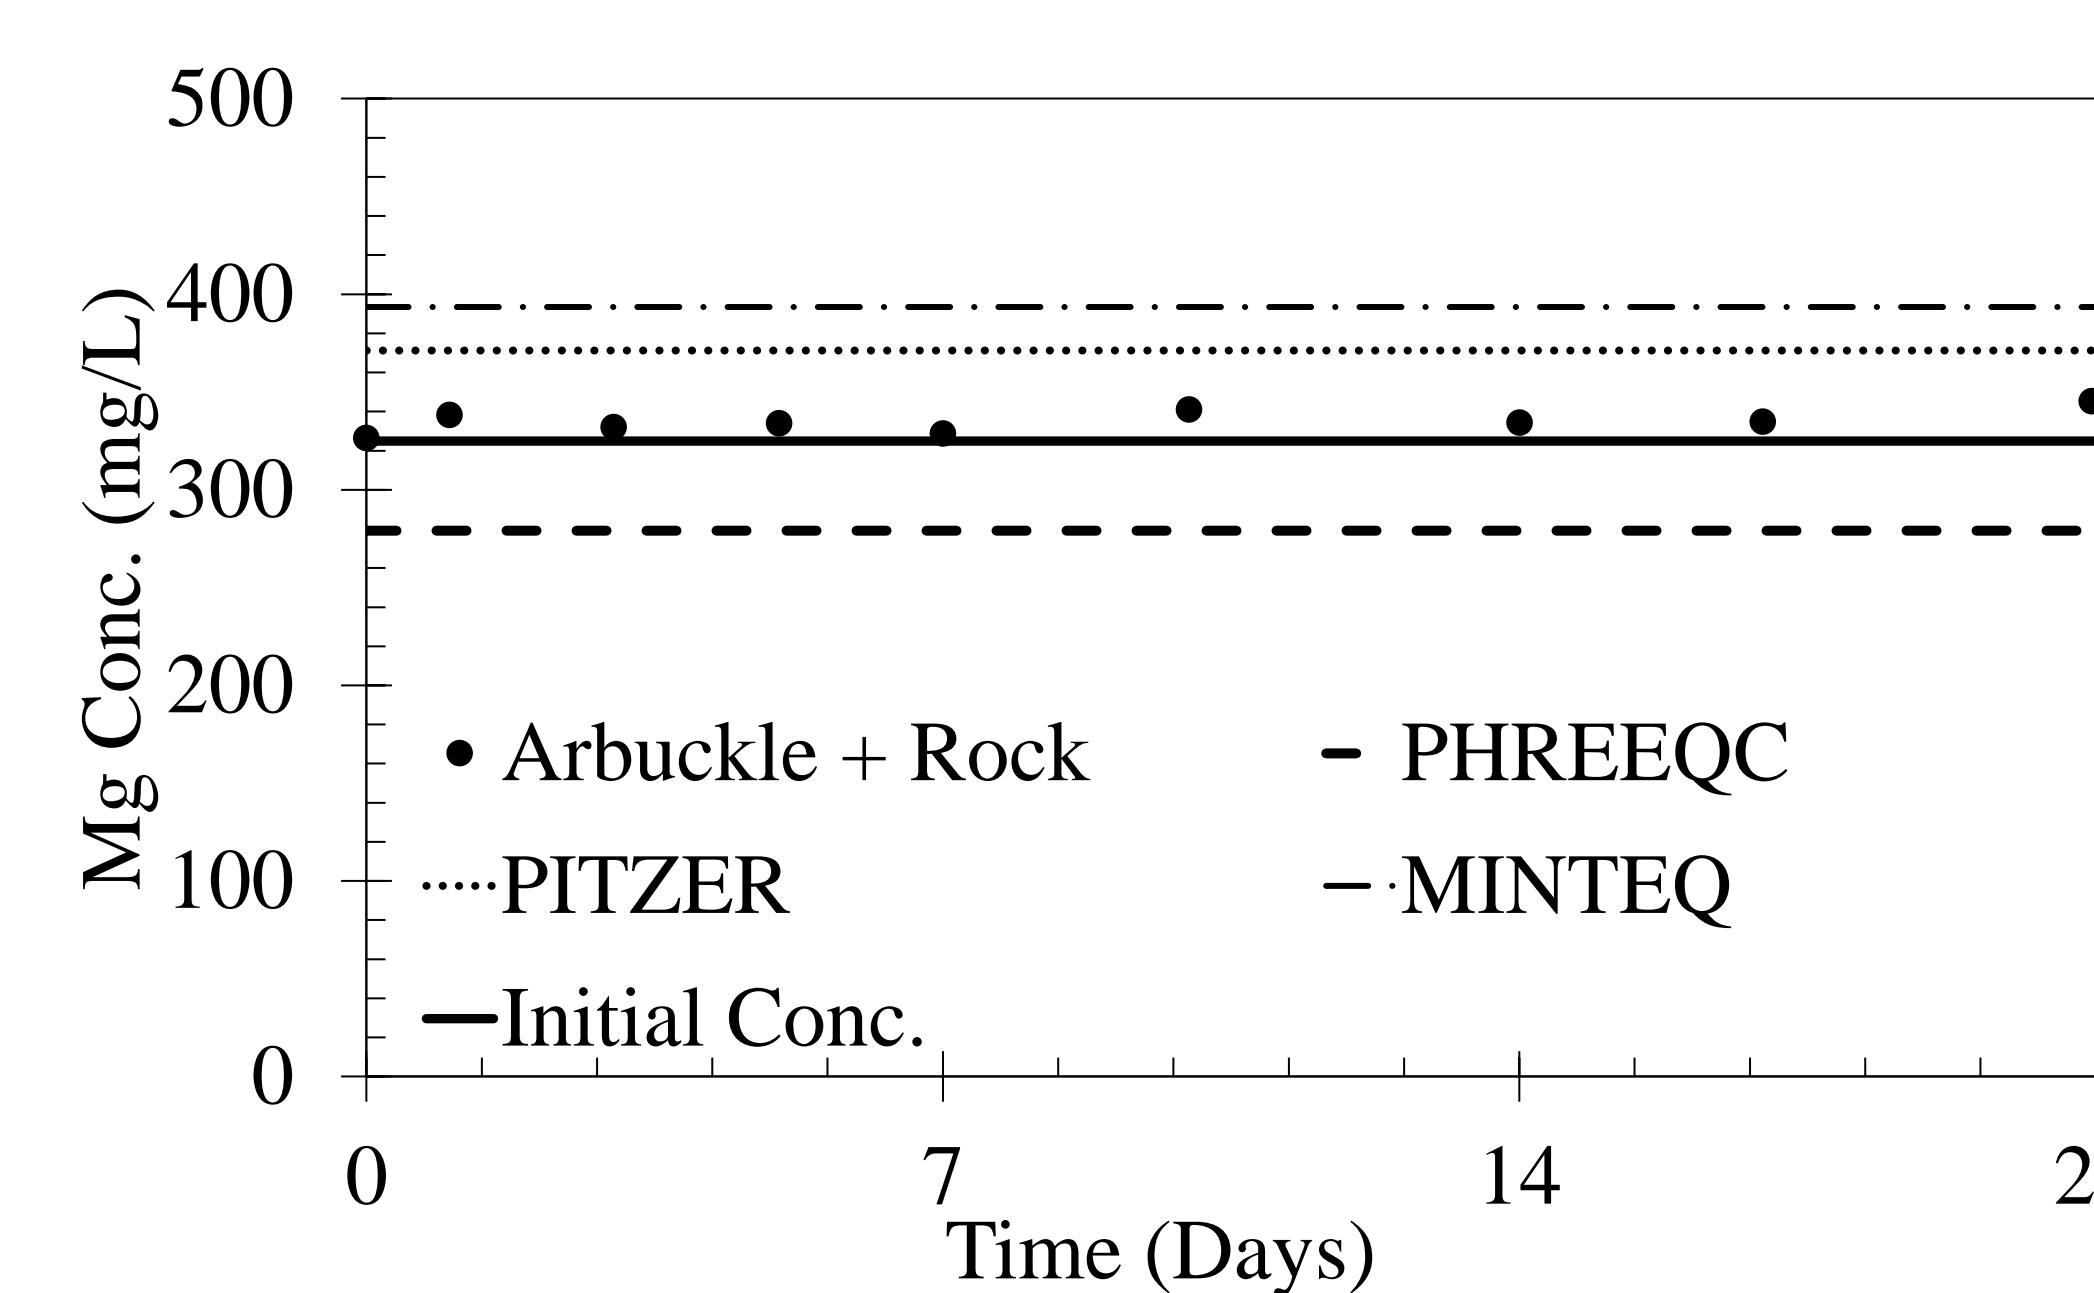 500
400
300
200
100
0
Mg Conc. (mg/L)
Arbuckle + Rock
PHREEQC
PITZER
MINTEQ
Initial Conc.
0 7 14 2
Time (Days)